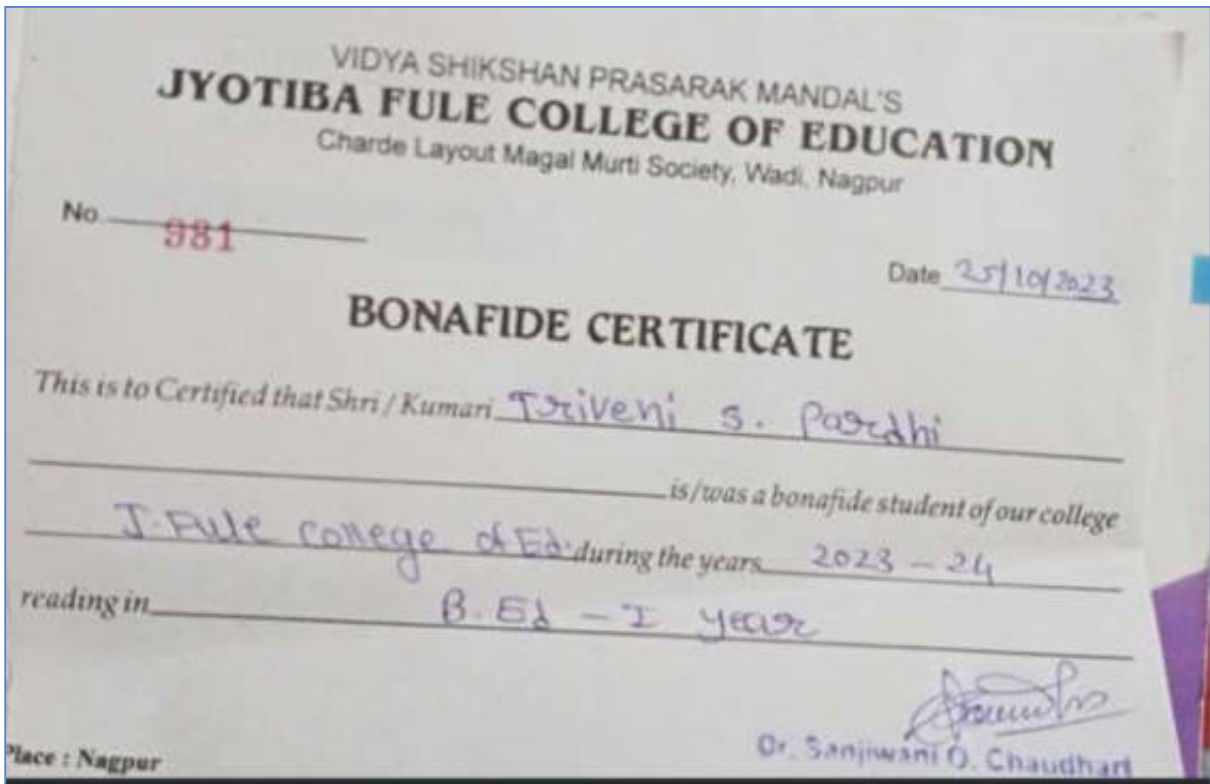 VIDYA SHIKSHAN PRASARAK MANDAL'S
JYOTIBA FULE COLLEGE OF EDUCATION
Charde Layout Magal Murti Society, Wadi, Nagpur
No. 981
Date 25/10/2023
BONAFIDE CERTIFICATE
This is to Certified that Shri / Kumari Triveni S. Pardhi
is/was a bonafide student of our college
J. Fule college of Ed. during the years 2023 - 24
reading in B.Ed - I year
Place : Nagpur
Dr. Sanjiwani O. Chaudhari